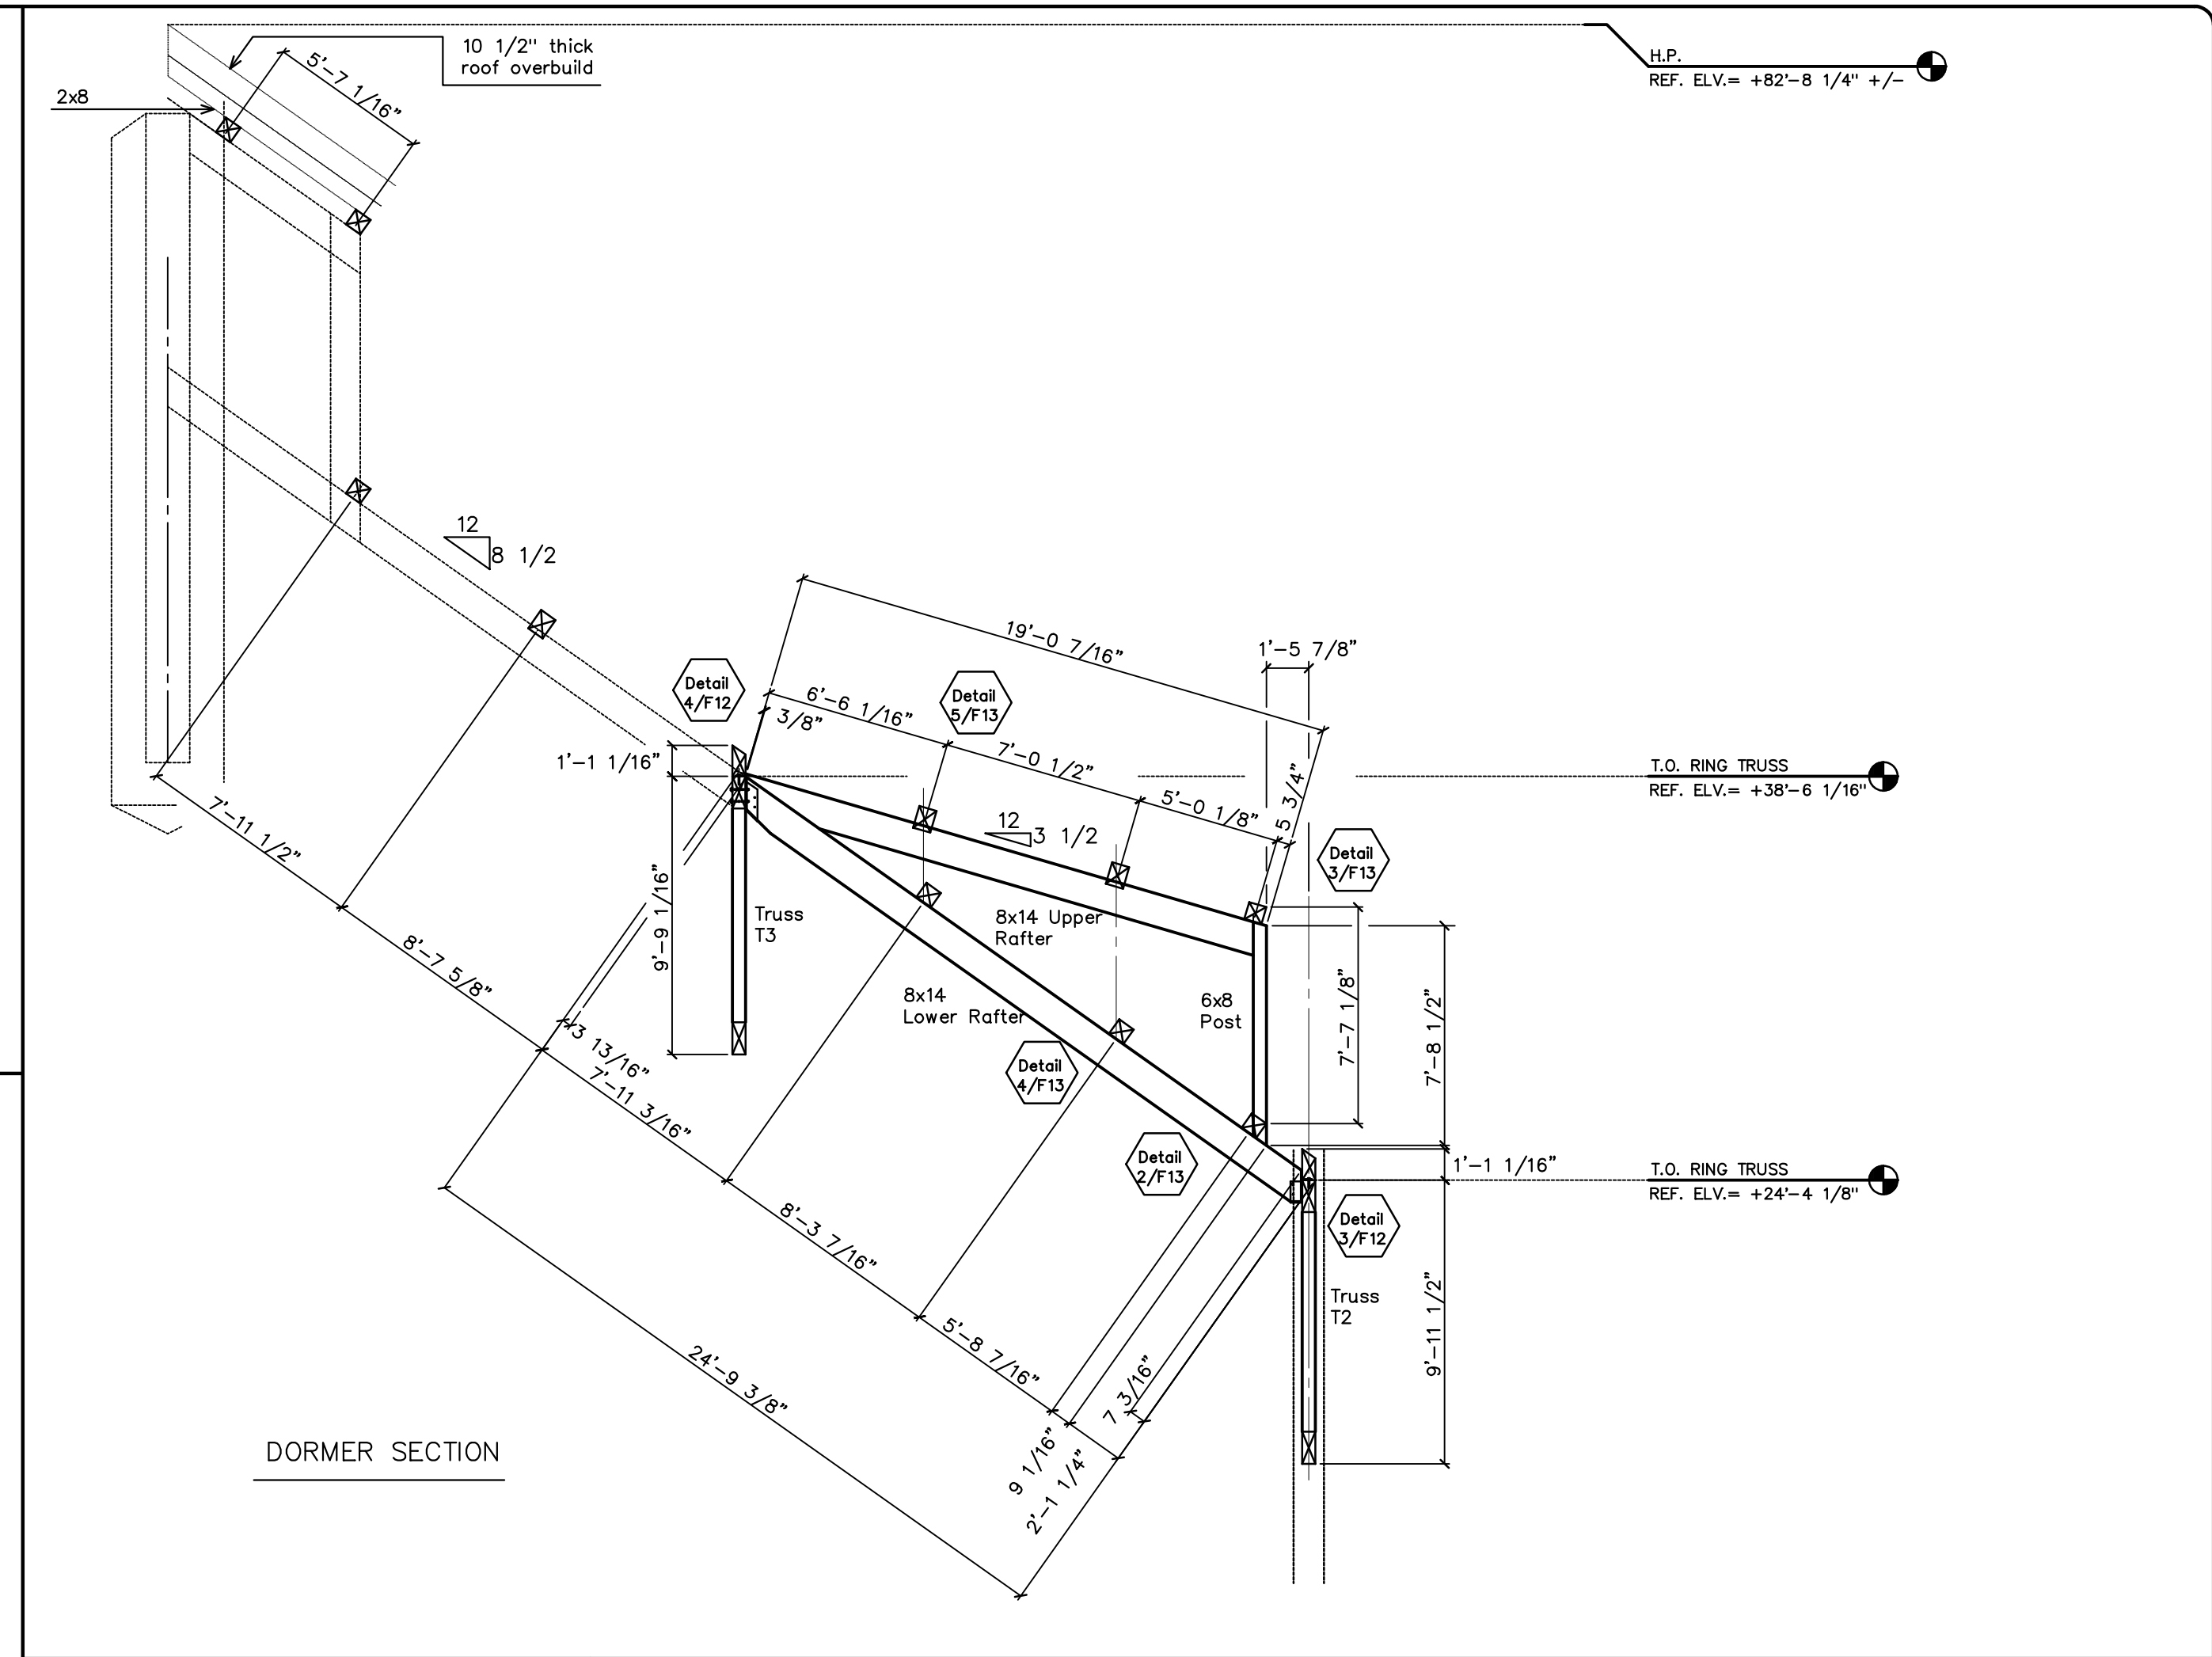 10 1/2" thick
roof overbuild
5'-7 1/16"
2x8
H.P.
REF. ELV.= +82'-8 1/4" +/-
12
8 1/2
19'-0 7/16"
1'-5 7/8"
Detail
4/F12
6'-6 1/16"
3/8"
Detail
5/F13
7'-0 1/2"
5'-0 1/8"
5 3/4"
1'-1 1/16"
T.O. RING TRUSS
REF. ELV.= +38'-6 1/16"
12
3 1/2
Detail
3/F13
7'-11 1/2"
9'-9 1/16"
Truss
T3
8x14 Upper
Rafter
8'-7 5/8"
8x14
Lower Rafter
6x8
Post
7'-7 1/8"
7'-8 1/2"
3 13/16"
7'-11 3/16"
Detail
4/F13
Detail
2/F13
1'-1 1/16"
T.O. RING TRUSS
REF. ELV.= +24'-4 1/8"
Detail
3/F12
8'-3 7/16"
Truss
T2
9'-11 1/2"
5'-8 7/16"
24'-9 3/8"
7 3/16"
9 1/16"
2'-1 1/4"
DORMER SECTION